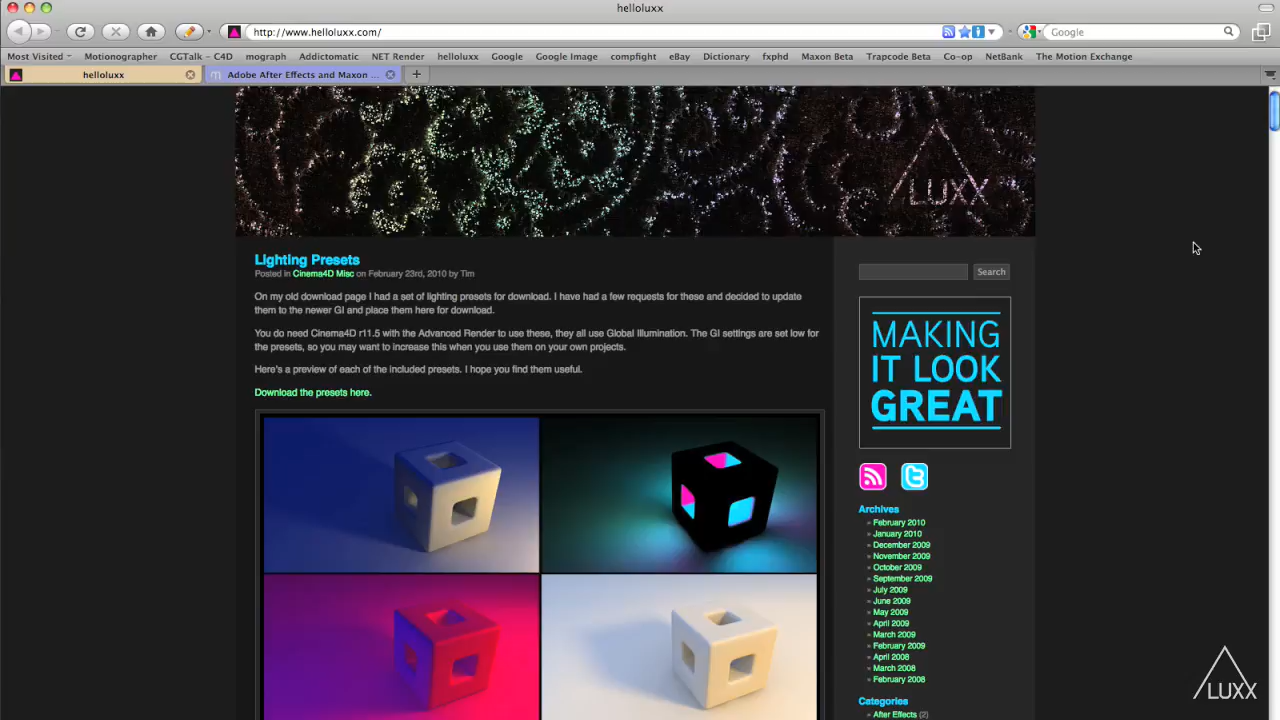 helloluxx
http://www.helloluxx.com/
Google
Most Visited Motionographer CGTalk - C4D mograph Addictomatic NET Render helloluxx Google Google Image compfight eBay Dictionary fxphd Maxon Beta Trapcode Beta Co-op NetBank The Motion Exchange
helloluxx
Adobe After Effects and Maxon ...
LUXX
Lighting Presets
Posted in Cinema4D Misc on February 23rd, 2010 by Tim
On my old download page I had a set of lighting presets for download. I have had a few requests for these and decided to update
them to the newer GI and place them here for download.
You do need Cinema4D r11.5 with the Advanced Render to use these, they all use Global Illumination. The GI settings are set low for
the presets, so you may want to increase this when you use them on your own projects.
Here's a preview of each of the included presets. I hope you find them useful.
Download the presets here.
Search
MAKING
IT LOOK
GREAT
Archives
» February 2010
» January 2010
» December 2009
» November 2009
» October 2009
» September 2009
» July 2009
» June 2009
» May 2009
» April 2009
» March 2009
» February 2009
» April 2008
» March 2008
» February 2008
Categories
» After Effects (2)
LUXX